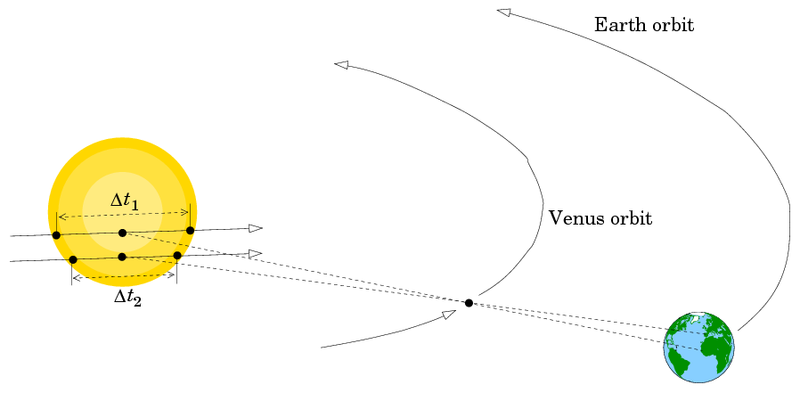 Earth orbit
Δt₁
Venus orbit
Δt₂